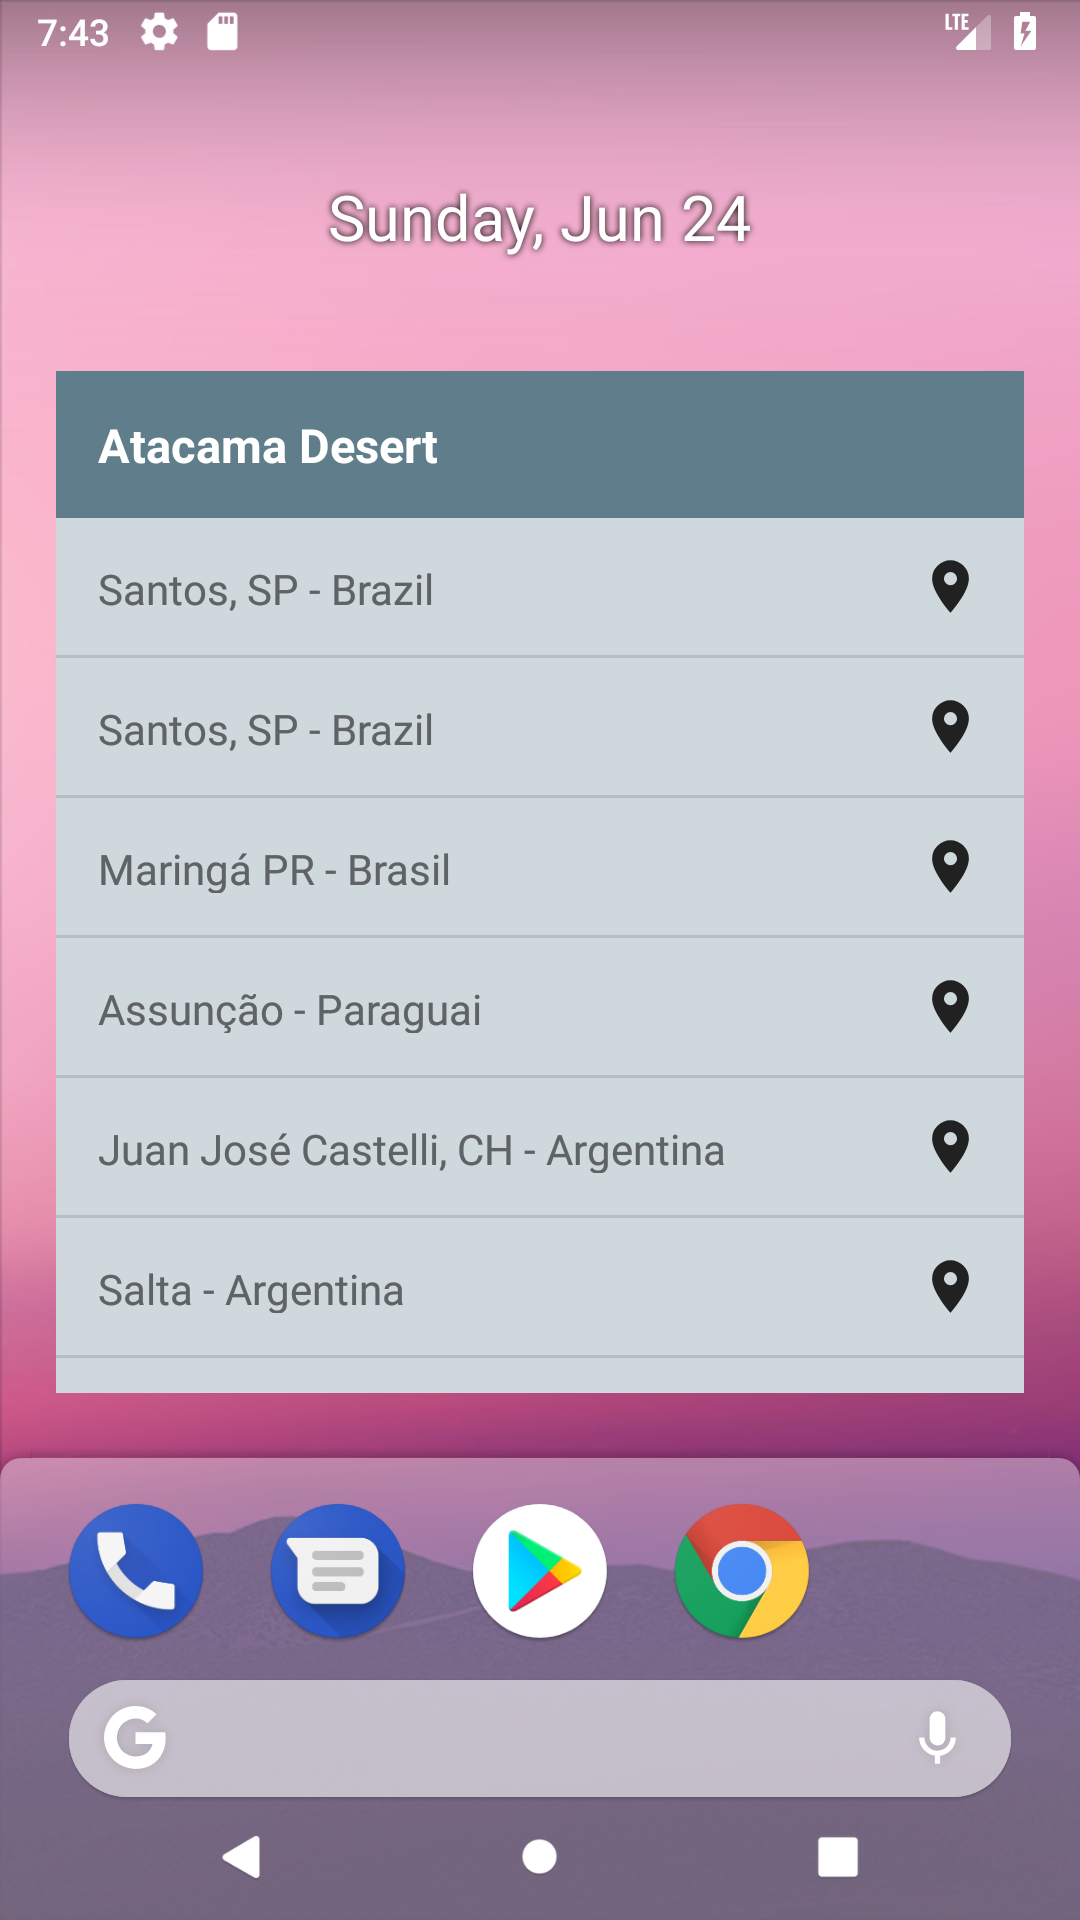 7:43
LTE
Sunday, Jun 24
Atacama Desert
Santos, SP - Brazil
Santos, SP - Brazil
Maringá PR - Brasil
Assunção - Paraguai
Juan José Castelli, CH - Argentina
Salta - Argentina